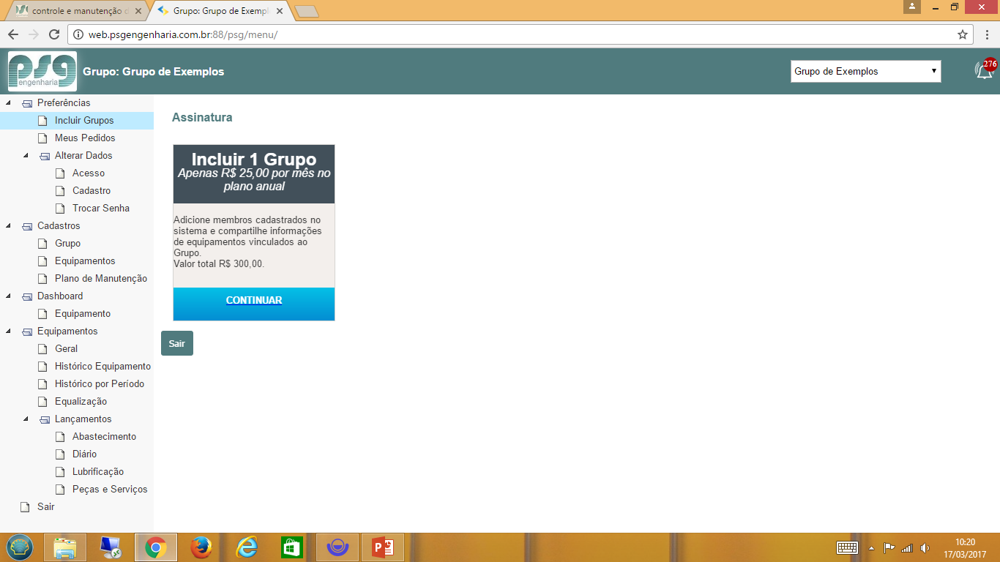 controle e manutenção d
Grupo: Grupo de Exempl
web.psgengenharia.com.br:88/psg/menu/
psg
engenharia
Grupo: Grupo de Exemplos
Grupo de Exemplos
276
Preferências
Incluir Grupos
Meus Pedidos
Alterar Dados
Acesso
Cadastro
Trocar Senha
Cadastros
Grupo
Equipamentos
Plano de Manutenção
Dashboard
Equipamento
Equipamentos
Geral
Histórico Equipamento
Histórico por Período
Equalização
Lançamentos
Abastecimento
Diário
Lubrificação
Peças e Serviços
Sair
Assinatura
Incluir 1 Grupo
Apenas R$ 25,00 por mês no
plano anual
Adicione membros cadastrados no
sistema e compartilhe informações
de equipamentos vinculados ao
Grupo.
Valor total R$ 300,00.
CONTINUAR
Sair
10:20
17/03/2017